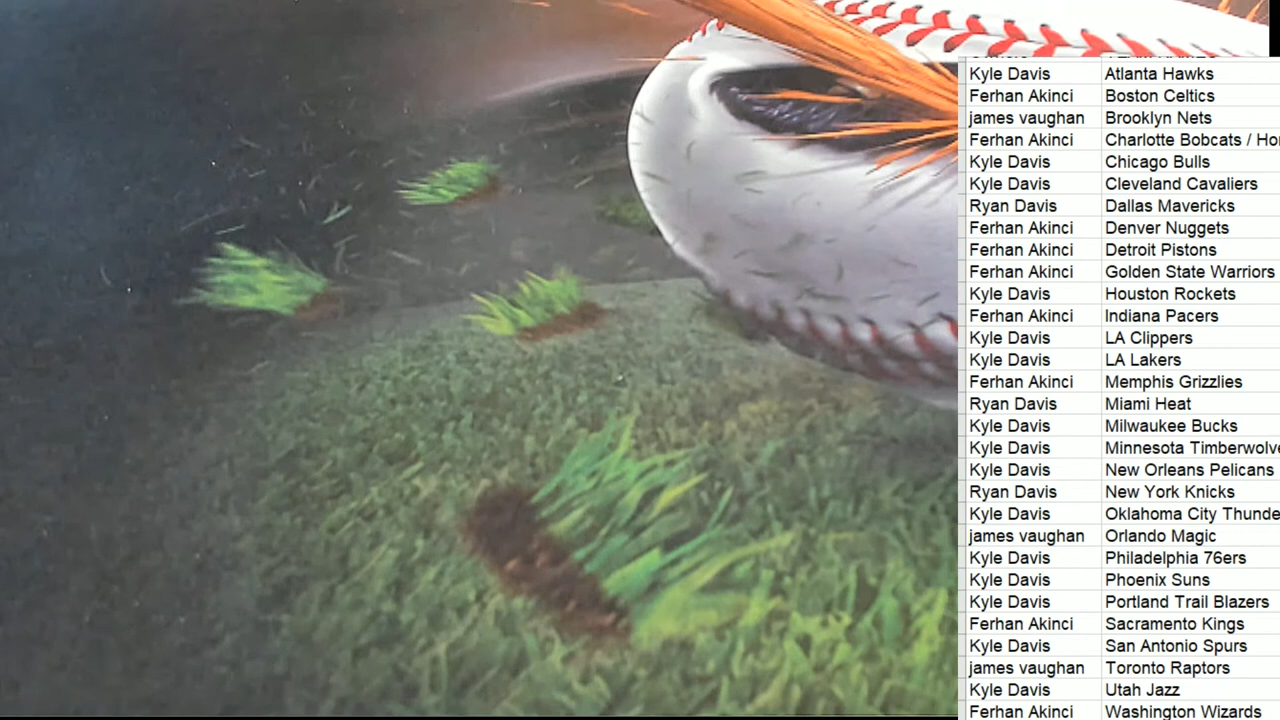 Kyle Davis Atlanta Hawks
Ferhan Akinci Boston Celtics
james vaughan Brooklyn Nets
Ferhan Akinci Charlotte Bobcats / Hor
Kyle Davis Chicago Bulls
Kyle Davis Cleveland Cavaliers
Ryan Davis Dallas Mavericks
Ferhan Akinci Denver Nuggets
Ferhan Akinci Detroit Pistons
Ferhan Akinci Golden State Warriors
Kyle Davis Houston Rockets
Ferhan Akinci Indiana Pacers
Kyle Davis LA Clippers
Kyle Davis LA Lakers
Ferhan Akinci Memphis Grizzlies
Ryan Davis Miami Heat
Kyle Davis Milwaukee Bucks
Kyle Davis Minnesota Timberwolve
Kyle Davis New Orleans Pelicans
Ryan Davis New York Knicks
Kyle Davis Oklahoma City Thunde
james vaughan Orlando Magic
Kyle Davis Philadelphia 76ers
Kyle Davis Phoenix Suns
Kyle Davis Portland Trail Blazers
Ferhan Akinci Sacramento Kings
Kyle Davis San Antonio Spurs
james vaughan Toronto Raptors
Kyle Davis Utah Jazz
Ferhan Akinci Washington Wizards